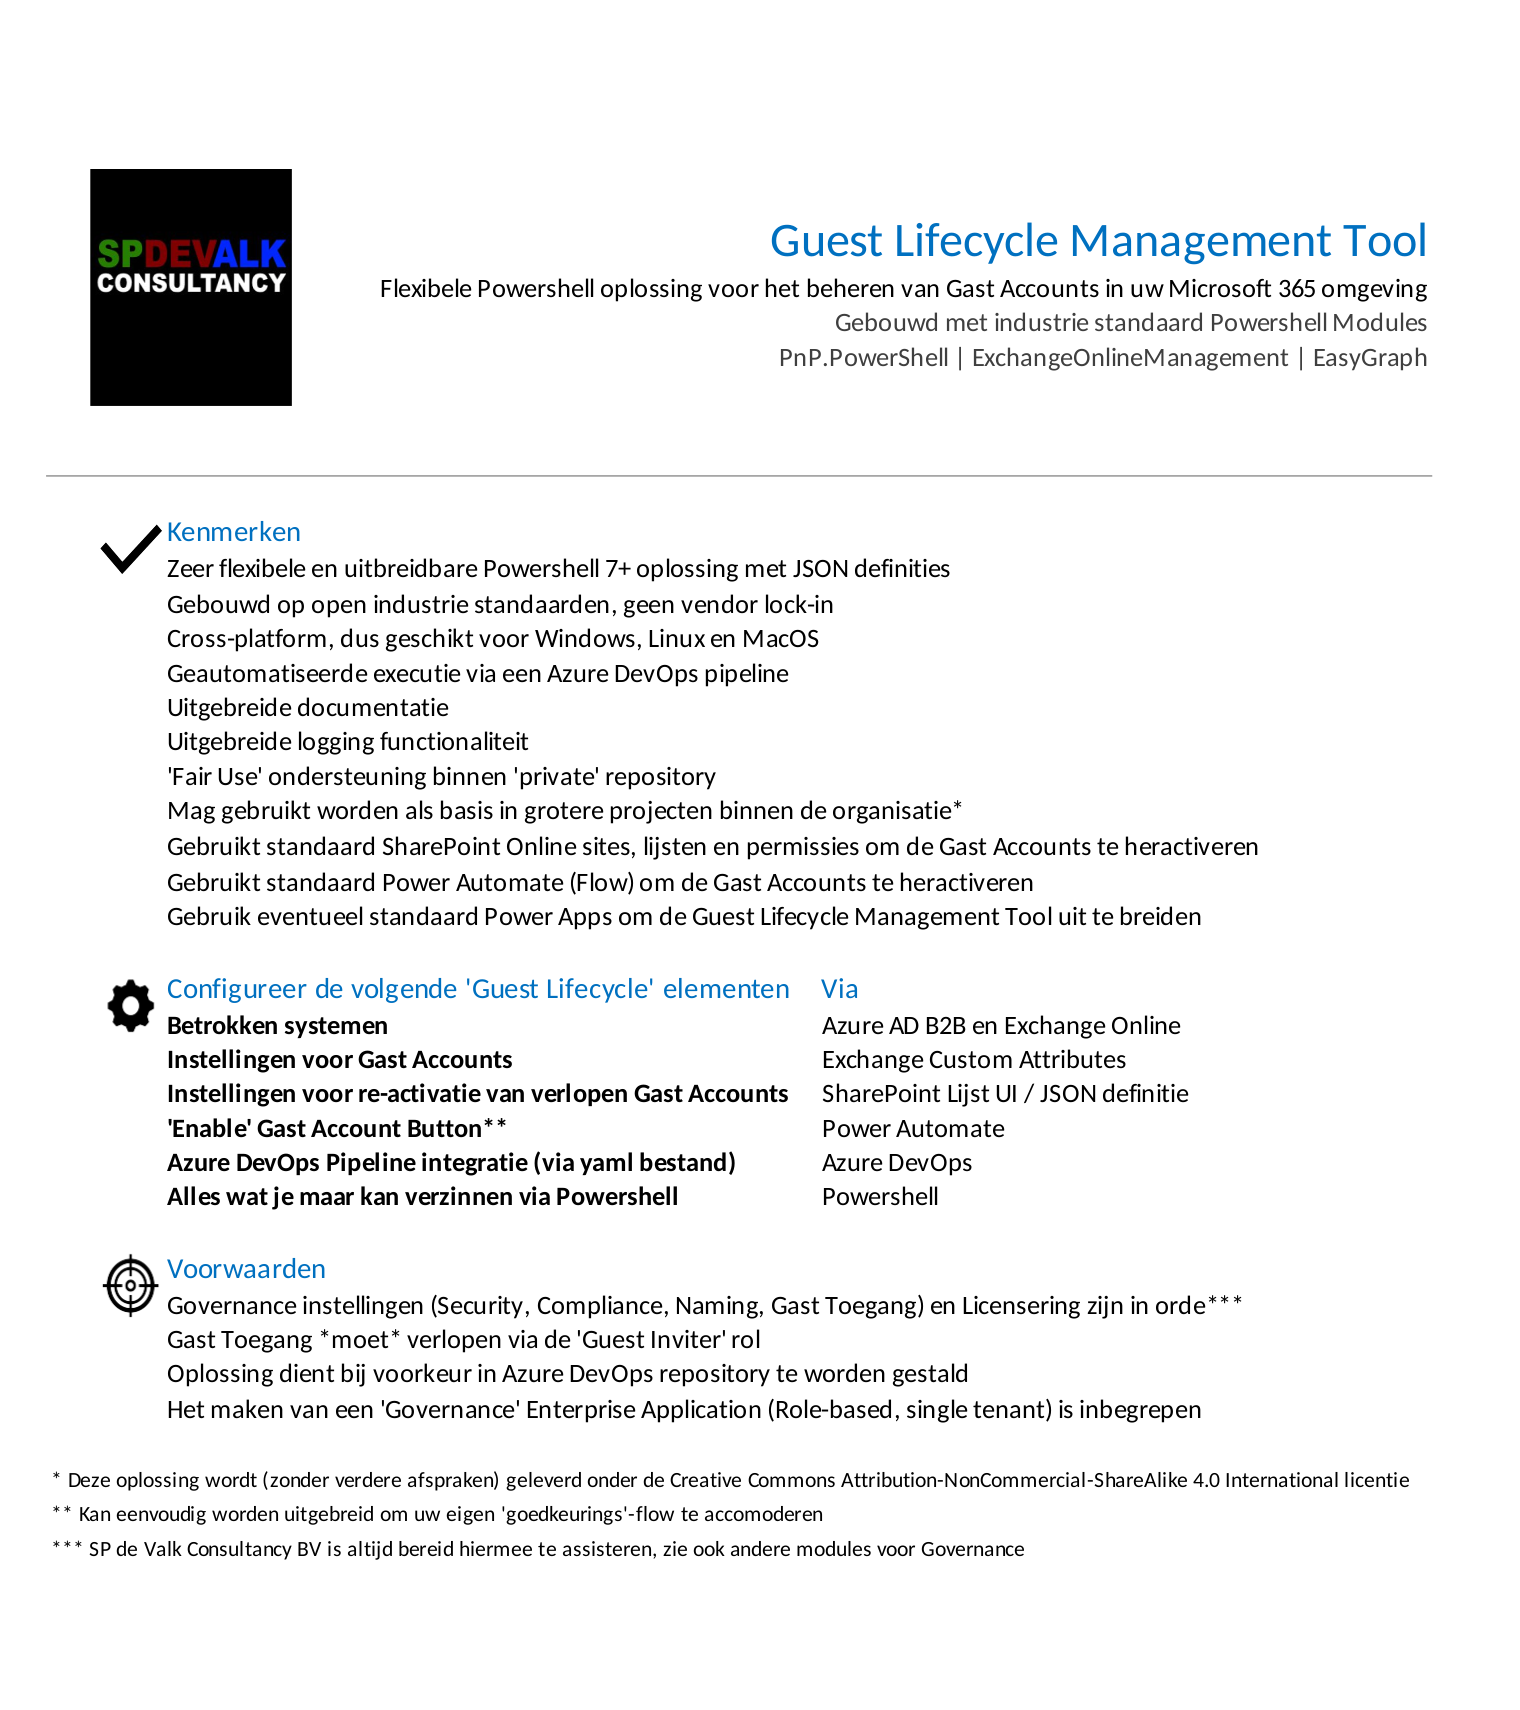 SPDEVALK
CONSULTANCY
Guest Lifecycle Management Tool
Flexibele Powershell oplossing voor het beheren van Gast Accounts in uw Microsoft 365 omgeving
Gebouwd met industrie standaard Powershell Modules
PnP.PowerShell | ExchangeOnlineManagement | EasyGraph
Kenmerken
Zeer flexibele en uitbreidbare Powershell 7+ oplossing met JSON definities
Gebouwd op open industrie standaarden, geen vendor lock-in
Cross-platform, dus geschikt voor Windows, Linux en MacOS
Geautomatiseerde executie via een Azure DevOps pipeline
Uitgebreide documentatie
Uitgebreide logging functionaliteit
'Fair Use' ondersteuning binnen 'private' repository
Mag gebruikt worden als basis in grotere projecten binnen de organisatie*
Gebruikt standaard SharePoint Online sites, lijsten en permissies om de Gast Accounts te heractiveren
Gebruikt standaard Power Automate (Flow) om de Gast Accounts te heractiveren
Gebruik eventueel standaard Power Apps om de Guest Lifecycle Management Tool uit te breiden
Configureer de volgende 'Guest Lifecycle' elementen Via
Betrokken systemen Azure AD B2B en Exchange Online
Instellingen voor Gast Accounts Exchange Custom Attributes
Instellingen voor re-activatie van verlopen Gast Accounts SharePoint Lijst UI / JSON definitie
'Enable' Gast Account Button** Power Automate
Azure DevOps Pipeline integratie (via yaml bestand) Azure DevOps
Alles wat je maar kan verzinnen via Powershell Powershell
Voorwaarden
Governance instellingen (Security, Compliance, Naming, Gast Toegang) en Licensering zijn in orde***
Gast Toegang *moet* verlopen via de 'Guest Inviter' rol
Oplossing dient bij voorkeur in Azure DevOps repository te worden gestald
Het maken van een 'Governance' Enterprise Application (Role-based, single tenant) is inbegrepen
* Deze oplossing wordt (zonder verdere afspraken) geleverd onder de Creative Commons Attribution-NonCommercial-ShareAlike 4.0 International licentie
** Kan eenvoudig worden uitgebreid om uw eigen 'goedkeurings'-flow te accomoderen
*** SP de Valk Consultancy BV is altijd bereid hiermee te assisteren, zie ook andere modules voor Governance